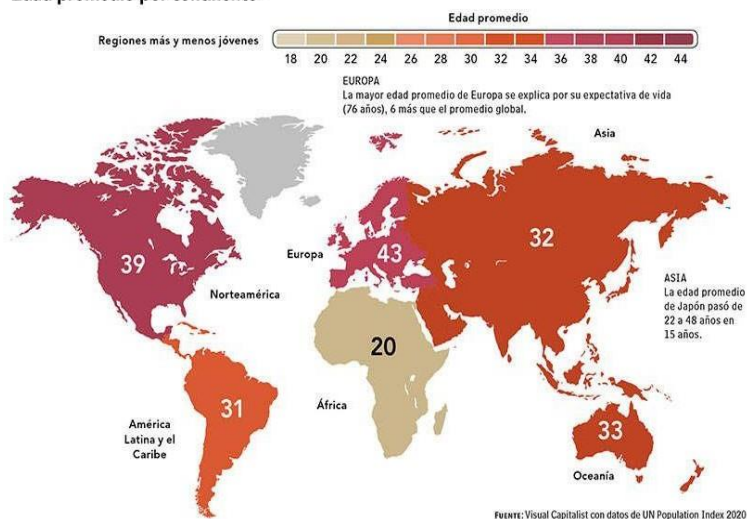 Edad promedio
Regiones más y menos jóvenes
18 20 22 24 26 28 30 32 34 36 38 40 42 44
EUROPA
La mayor edad promedio de Europa se explica por su expectativa de vida
(76 años), 6 más que el promedio global.
Asia
32
Europa
43
39
Norteamérica
ASIA
La edad promedio
de Japón pasó de
22 a 48 años en
15 años.
20
África
31
América
Latina y el
Caribe
33
Oceanía
FUENTE: Visual Capitalist con datos de UN Population Index 2020